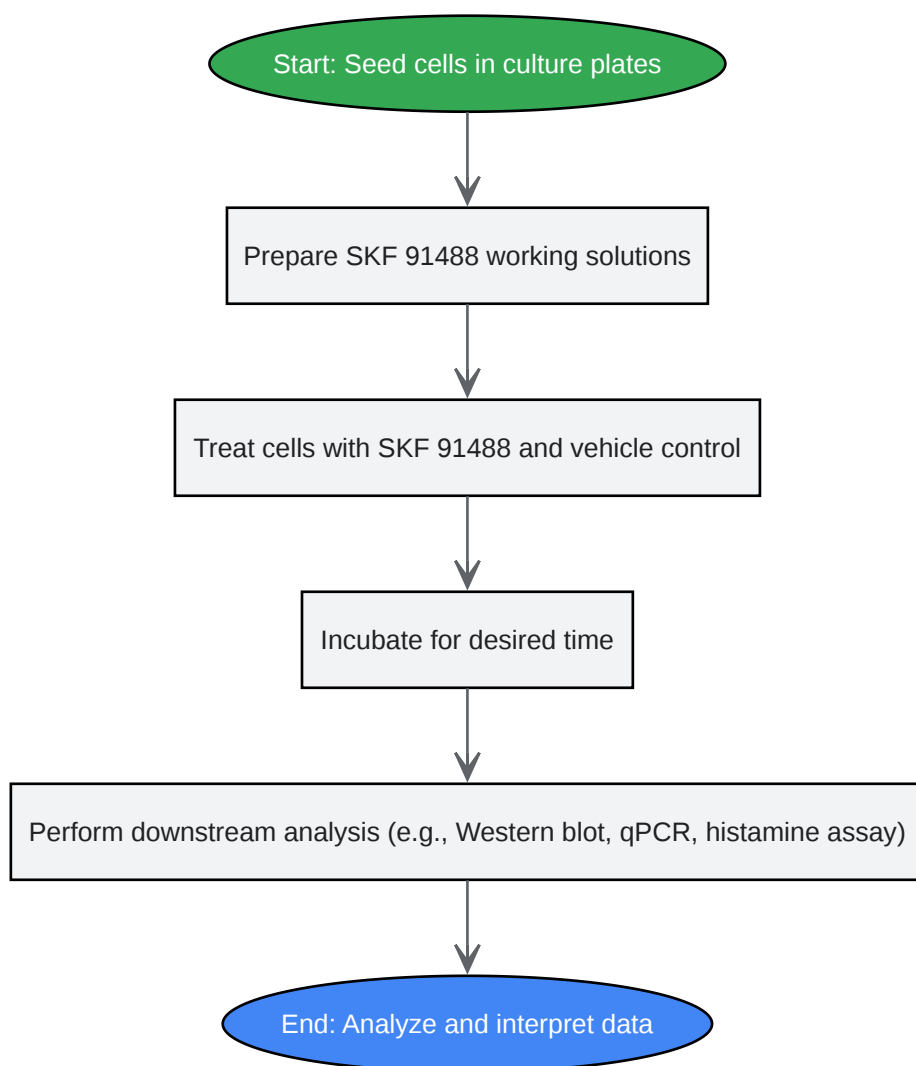 Start: Seed cells in culture plates
Prepare SKF 91488 working solutions
Treat cells with SKF 91488 and vehicle control
Incubate for desired time
Perform downstream analysis (e.g., Western blot, qPCR, histamine assay)
End: Analyze and interpret data